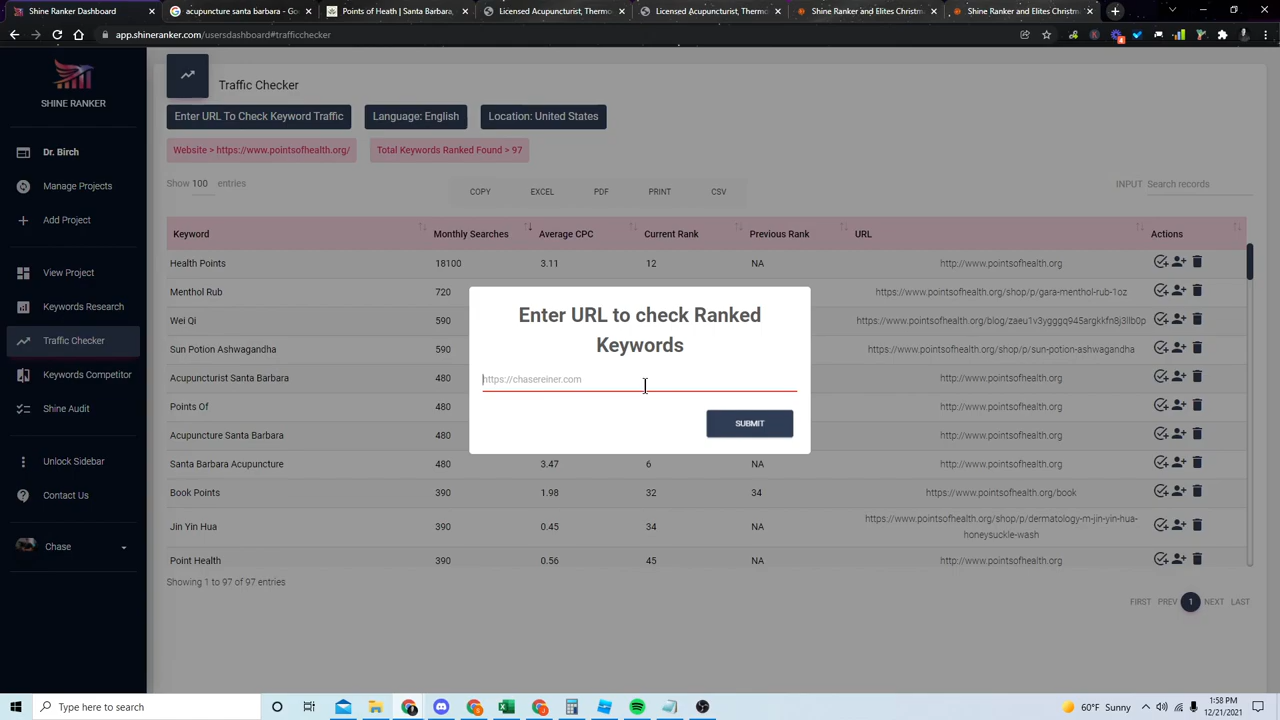 Shine Ranker
google - Google Search
Points of Heath | Santa Barbara,
Licensed Acupuncturist, Thermo
Licensed Acupuncturist, Thermo
Shine Ranker and Elites Christm
Shine Ranker and Elites Christm
app.shineranker.com/usersdashboard#trafficchecker
SHINE RANKER
Dr. Birch
Manage Projects
Add Project
View Project
Keywords Research
Traffic Checker
Keywords Competitor
Shine Audit
Unlock Sidebar
Contact Us
Chase
Traffic Checker
Enter URL To Check Keyword Traffic Language: English Location: United States
Website > https://www.pointsofhealth.org/ Total Keywords Ranked Found > 97
Show 100 entries COPY EXCEL PDF PRINT CSV INPUT Search records
Keyword Monthly Searches Average CPC Current Rank Previous Rank URL Actions
Health Points 18100 3.11 12 NA http://www.pointsofhealth.org
Menthol Rub 720 https://www.pointsofhealth.org/shop/p/gara-menthol-rub-1oz
Wei Qi 590 https://www.pointsofhealth.org/blog/zaeu1v3ygggq945argkkfn8j3llb0p
Sun Potion Ashwagandha 590 https://www.pointsofhealth.org/shop/p/sun-potion-ashwagandha
Acupuncturist Santa Barbara 480 http://www.pointsofhealth.org
Points Of 480 http://www.pointsofhealth.org
Acupuncture Santa Barbara 480 http://www.pointsofhealth.org
Santa Barbara Acupuncture 480 3.47 6 NA http://www.pointsofhealth.org
Book Points 390 1.98 32 34 https://www.pointsofhealth.org/book
Jin Yin Hua 390 0.45 34 NA https://www.pointsofhealth.org/shop/p/dermatology-m-jin-yin-hua-
honeysuckle-wash
Point Health 390 0.56 45 NA http://www.pointsofhealth.org
Showing 1 to 97 of 97 entries
FIRST PREV 1 NEXT LAST
Enter URL to check Ranked
Keywords
https://chasereiner.com
SUBMIT
Type here to search
60°F Sunny
1:58 PM
12/21/2021